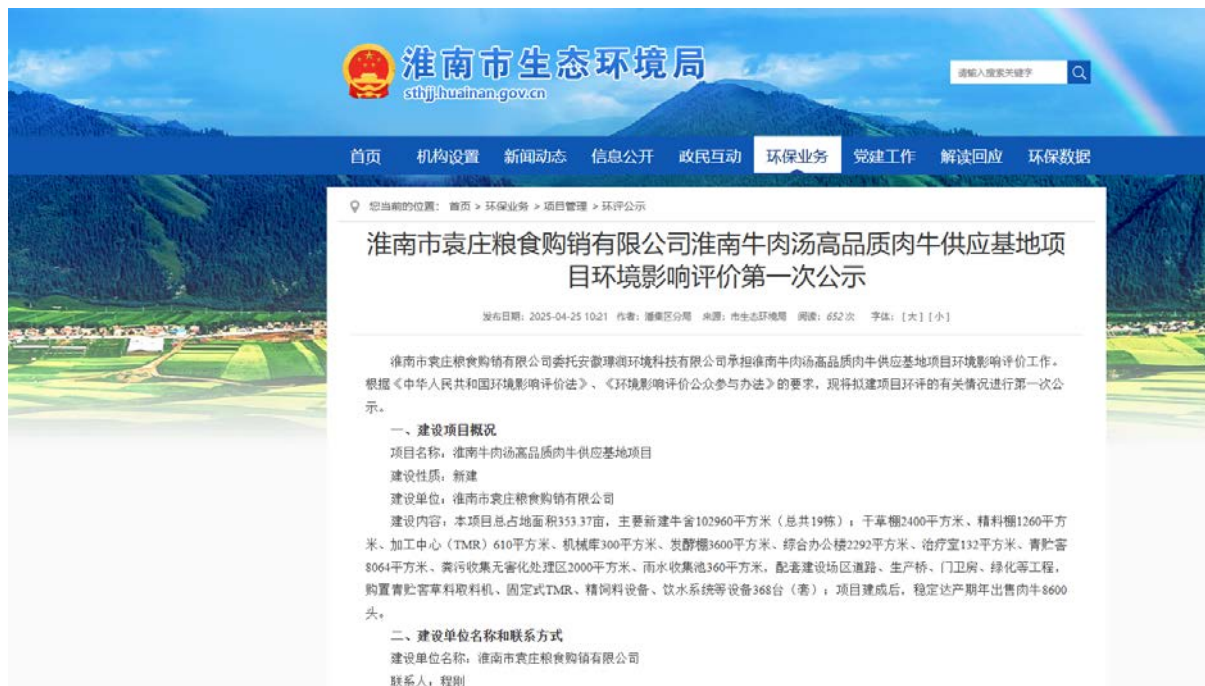 淮南市生态环境局
sthjj.huainan.gov.cn
请输入搜索关键字
首页 机构设置 新闻动态 信息公开 政民互动 环保业务 党建工作 解读回应 环保数据
您当前的位置： 首页 > 环保业务 > 项目管理 > 环评公示
淮南市袁庄粮食购销有限公司淮南牛肉汤高品质肉牛供应基地项
目环境影响评价第一次公示
发布日期：2025-04-25 10:21 作者：潘集区分局 来源：市生态环境局 阅读：652次 字体：[大] [小]
淮南市袁庄粮食购销有限公司委托安徽璋润环境科技有限公司承担淮南牛肉汤高品质肉牛供应基地项目环境影响评价工作。
根据《中华人民共和国环境影响评价法》、《环境影响评价公众参与办法》的要求，现将拟建项目环评的有关情况进行第一次公
示。
一、建设项目概况
项目名称：淮南牛肉汤高品质肉牛供应基地项目
建设性质：新建
建设单位：淮南市袁庄粮食购销有限公司
建设内容：本项目总占地面积353.37亩，主要新建牛舍102960平方米（总共19栋）；干草棚2400平方米、精料棚1260平方
米、加工中心（TMR）610平方米、机械库300平方米、发酵棚3600平方米、综合办公楼2292平方米、治疗室132平方米、青贮窖
8064平方米、粪污收集无害化处理区2000平方米、雨水收集池360平方米，配套建设场区道路、生产桥、门卫房、绿化等工程，
购置青贮窖草料取料机、固定式TMR、精饲料设备、饮水系统等设备368台（套）；项目建成后，稳定达产期年出售肉牛8600
头。
二、建设单位名称和联系方式
建设单位名称：淮南市袁庄粮食购销有限公司
联系人：程刚